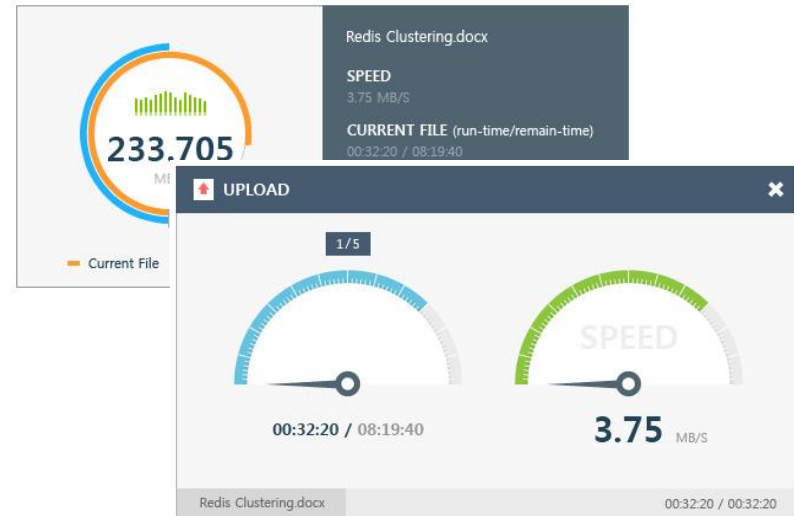 Redis Clustering.docx
SPEED
3.75 MB/S
CURRENT FILE (run-time/remain-time)
00:32:20 / 08:19:40
233.705
Current File
UPLOAD
1/5
SPEED
00:32:20 / 08:19:40
3.75 MB/S
Redis Clustering.docx
00:32:20 / 00:32:20